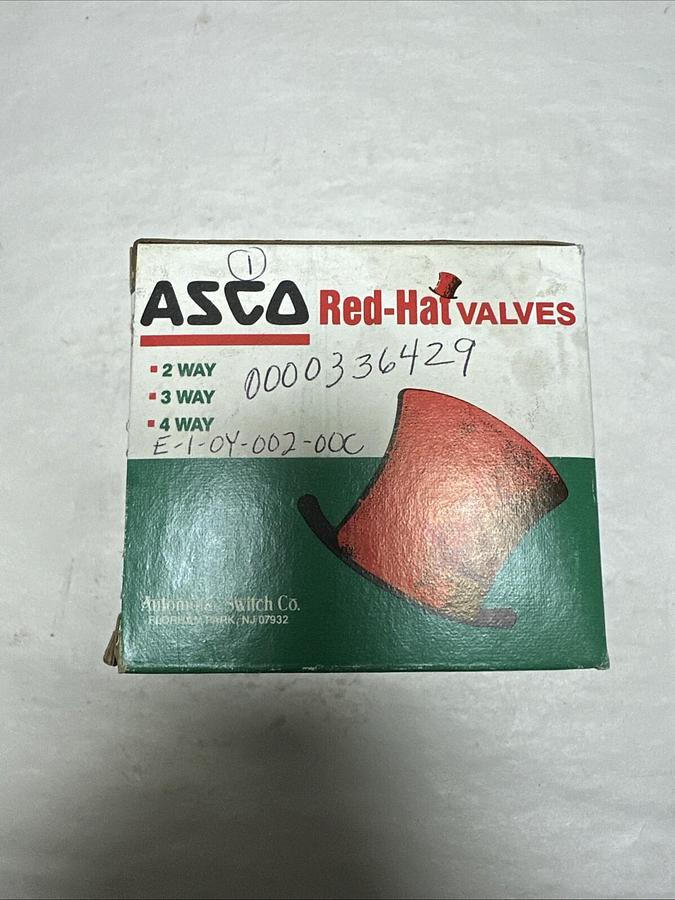 1
ASCO Red-Hat VALVES
2 WAY
0000336429
3 WAY
4 WAY
E-1-0Y-002-00C
Automatic Switch Co.
FLORHAM PARK, NJ 07932